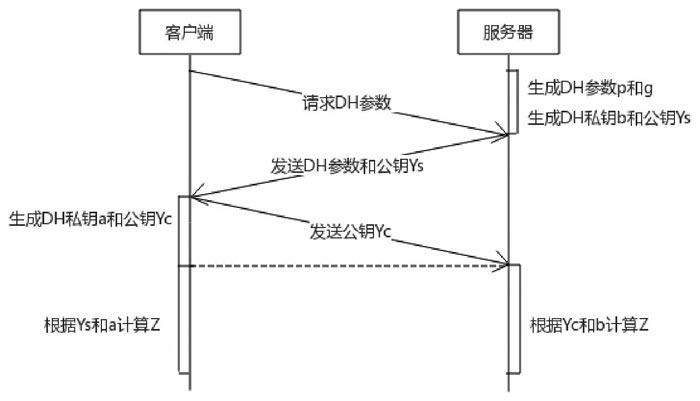 客户端
服务器
生成DH参数p和g
请求DH参数
生成DH私钥b和公钥Ys
发送DH参数和公钥Ys
生成DH私钥a和公钥Yc
发送公钥Yc
根据Ys和a计算Z
根据Yc和b计算Z